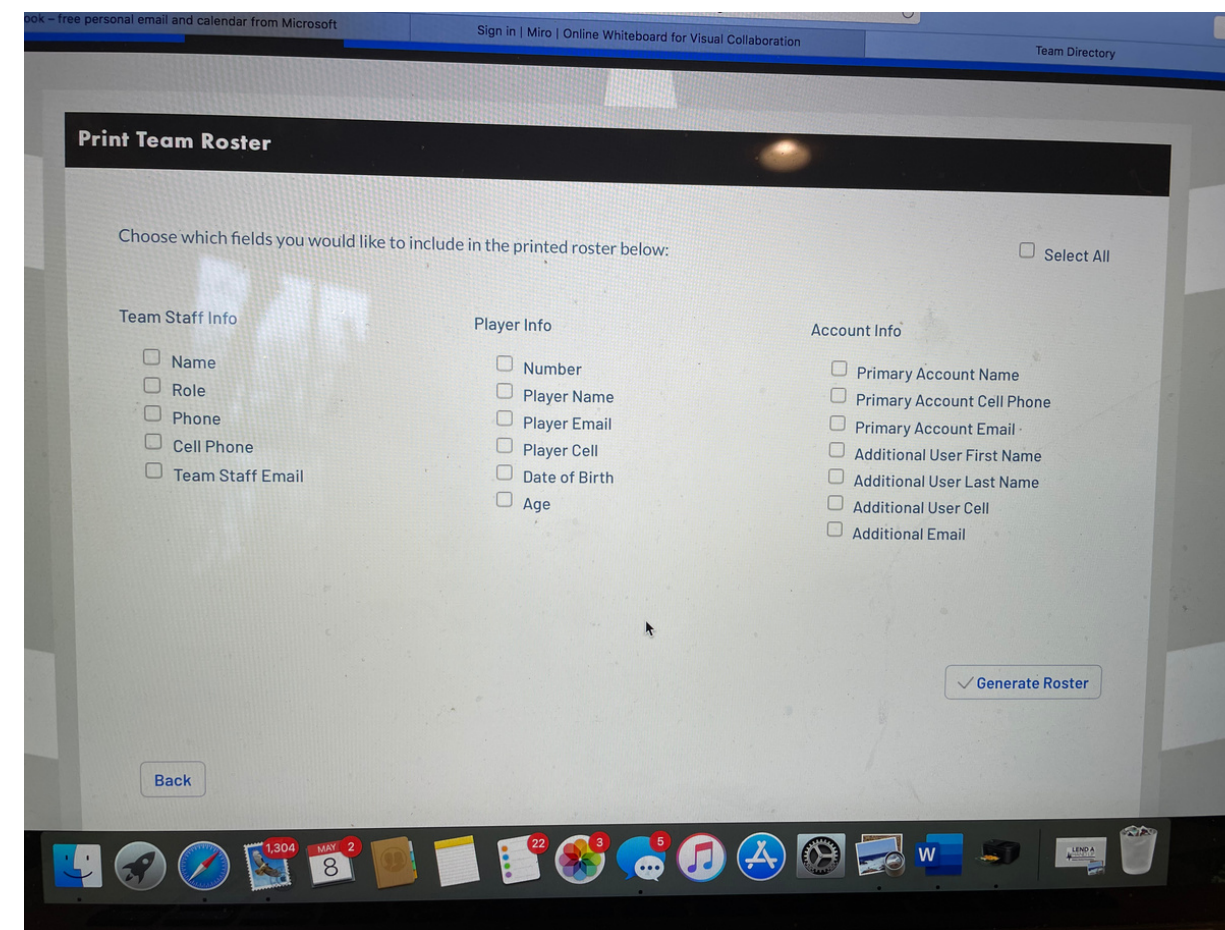 ook – free personal email and calendar from Microsoft
Sign in | Miro | Online Whiteboard for Visual Collaboration
Team Directory
Print Team Roster
Choose which fields you would like to include in the printed roster below:
Select All
Team Staff Info
Name
Role
Phone
Cell Phone
Team Staff Email
Player Info
Number
Player Name
Player Email
Player Cell
Date of Birth
Age
Account Info
Primary Account Name
Primary Account Cell Phone
Primary Account Email
Additional User First Name
Additional User Last Name
Additional User Cell
Additional Email
Generate Roster
Back
1,304
MAY
2
8
22
3
5
W
LEND A